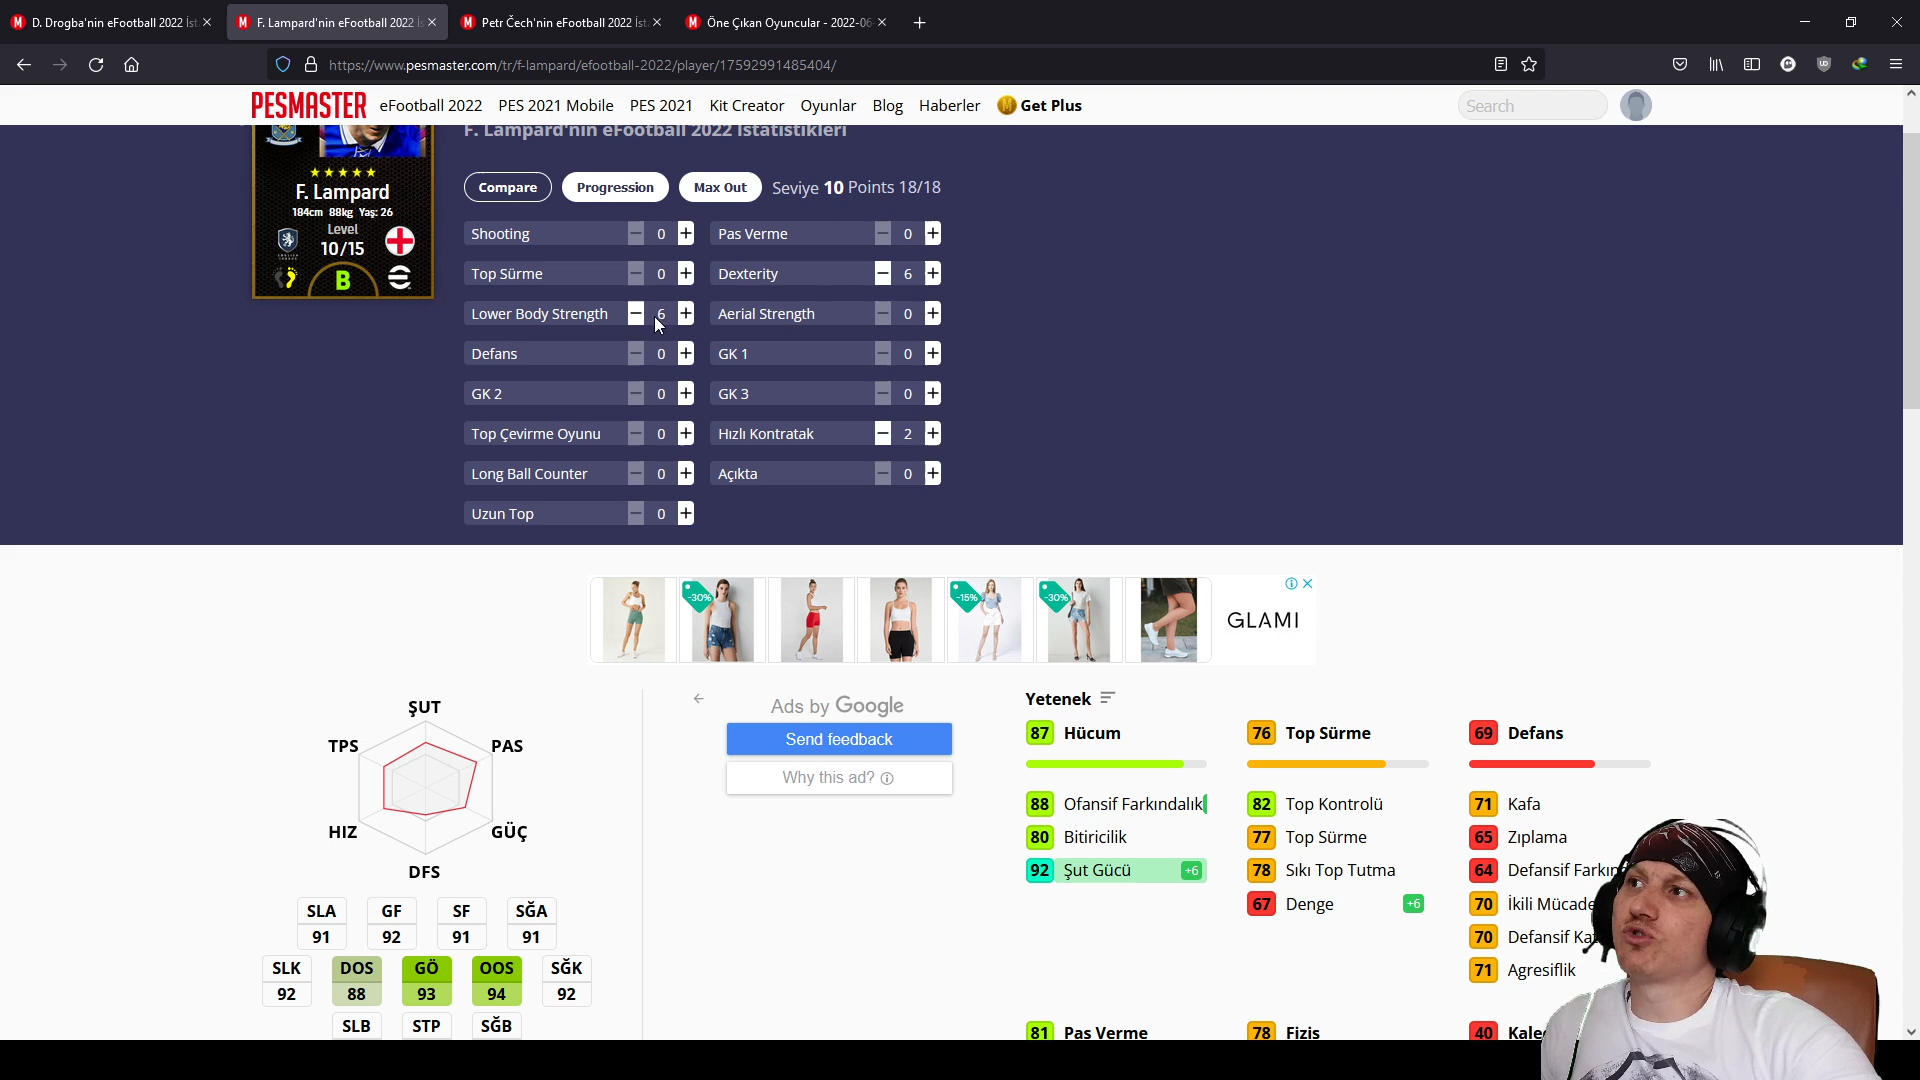 D. Drogba'nin eFootball 2022 İst
F. Lampard'nin eFootball 2022 İs
Petr Čech'nin eFootball 2022 İst
Öne Çıkan Oyuncular - 2022-06
https://www.pesmaster.com/tr/f-lampard/efootball-2022/player/17592991485404/
PESMASTER eFootball 2022 PES 2021 Mobile PES 2021 Kit Creator Oyunlar Blog Haberler Get Plus Search
F. Lampard'nin eFootball 2022 İstatistikleri
F. Lampard
184cm 88kg Yaş: 26
Level
10/15
B
Compare Progression Max Out Seviye 10 Points 18/18
Shooting − 0 + Pas Verme − 0 +
Top Sürme − 0 + Dexterity − 6 +
Lower Body Strength − 6 + Aerial Strength − 0 +
Defans − 0 + GK 1 − 0 +
GK 2 − 0 + GK 3 − 0 +
Top Çevirme Oyunu − 0 + Hızlı Kontratak − 2 +
Long Ball Counter − 0 + Açıkta − 0 +
Uzun Top − 0 +
-30% -15% -30% GLAMI
ŞUT
TPS PAS
HIZ GÜÇ
DFS
SLA GF SF SĞA
91 92 91 91
SLK DOS GÖ OOS SĞK
92 88 93 94 92
SLB STP SĞB
Ads by Google
Send feedback
Why this ad?
Yetenek
87 Hücum 76 Top Sürme 69 Defans
88 Ofansif Farkındalık 82 Top Kontrolü 71 Kafa
80 Bitiricilik 77 Top Sürme 65 Zıplama
92 Şut Gücü +6 78 Sıkı Top Tutma 64 Defansif Farkın
67 Denge +6 70 İkili Mücade
70 Defansif Ka
71 Agresiflik
81 Pas Verme 78 Fizis 40 Kale